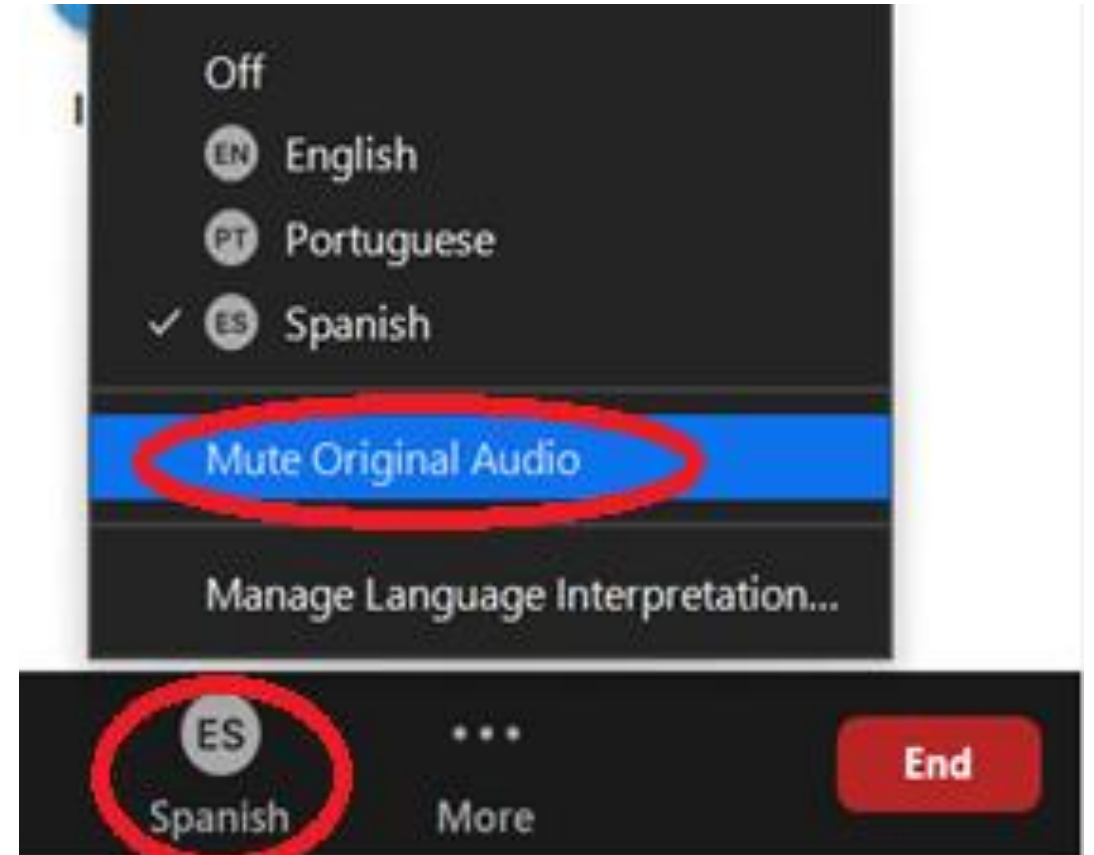 Off
EN English
PT Portuguese
ES Spanish
Mute Original Audio
Manage Language Interpretation...
ES
Spanish
More
End